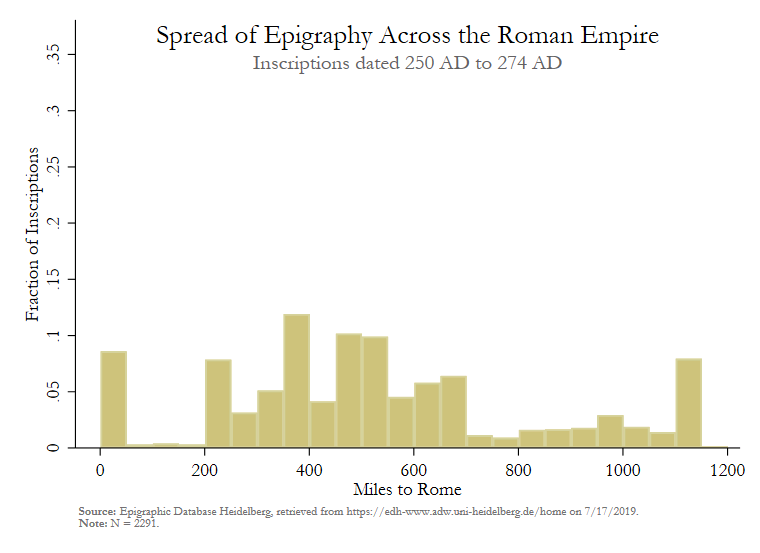 Spread of Epigraphy Across the Roman Empire
Inscriptions dated 250 AD to 274 AD
Fraction of Inscriptions
.35
.3
.25
.2
.15
.1
.05
0
0 200 400 600 800 1000 1200
Miles to Rome
Source: Epigraphic Database Heidelberg, retrieved from https://edh-www.adw.uni-heidelberg.de/home on 7/17/2019.
Note: N = 2291.